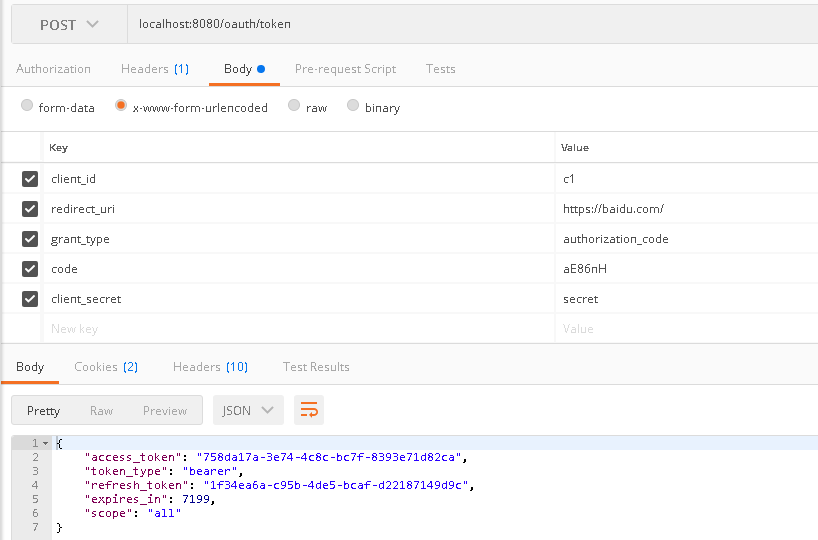 POST localhost:8080/oauth/token
Authorization Headers (1) Body Pre-request Script Tests
form-data x-www-form-urlencoded raw binary
Key Value
client_id c1
redirect_uri https://baidu.com/
grant_type authorization_code
code aE86nH
client_secret secret
New key Value
Body Cookies (2) Headers (10) Test Results
Pretty Raw Preview JSON
1 {
2 "access_token": "758da17a-3e74-4c8c-bc7f-8393e71d82ca",
3 "token_type": "bearer",
4 "refresh_token": "1f34ea6a-c95b-4de5-bcaf-d22187149d9c",
5 "expires_in": 7199,
6 "scope": "all"
7 }